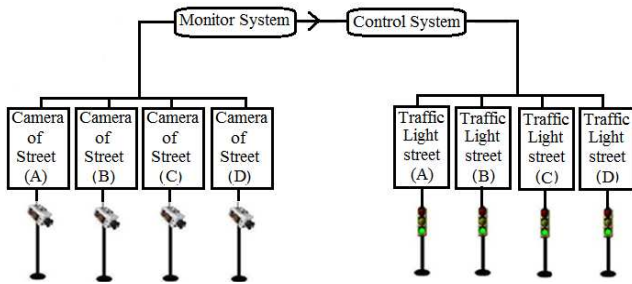 Monitor System
Control System
Camera
of
Street
(A)
Camera
of
Street
(B)
Camera
of
Street
(C)
Camera
of
Street
(D)
Traffic
Light
street
(A)
Traffic
Light
street
(B)
Traffic
Light
street
(C)
Traffic
Light
street
(D)